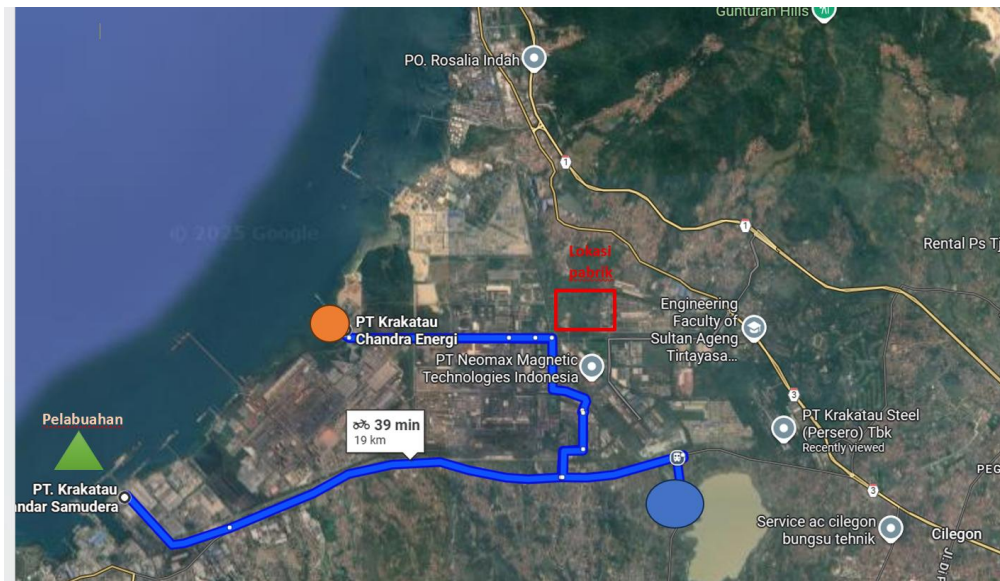 Gunturan Hills
PO. Rosalia Indah
1
1
© 2025 Google
Rental Ps Tj
Lokasi
pabrik
Engineering
Faculty of
Sultan Ageng
Tirtayasa...
PT Krakatau
Chandra Energi
PT Neomax Magnetic
Technologies Indonesia
3
PT Krakatau Steel
(Persero) Tbk
Recently viewed
Pelabuahan
39 min
19 km
PEG
3
PT. Krakatau
andar Samudera
Service ac cilegon
bungsu tehnik
Cilegon